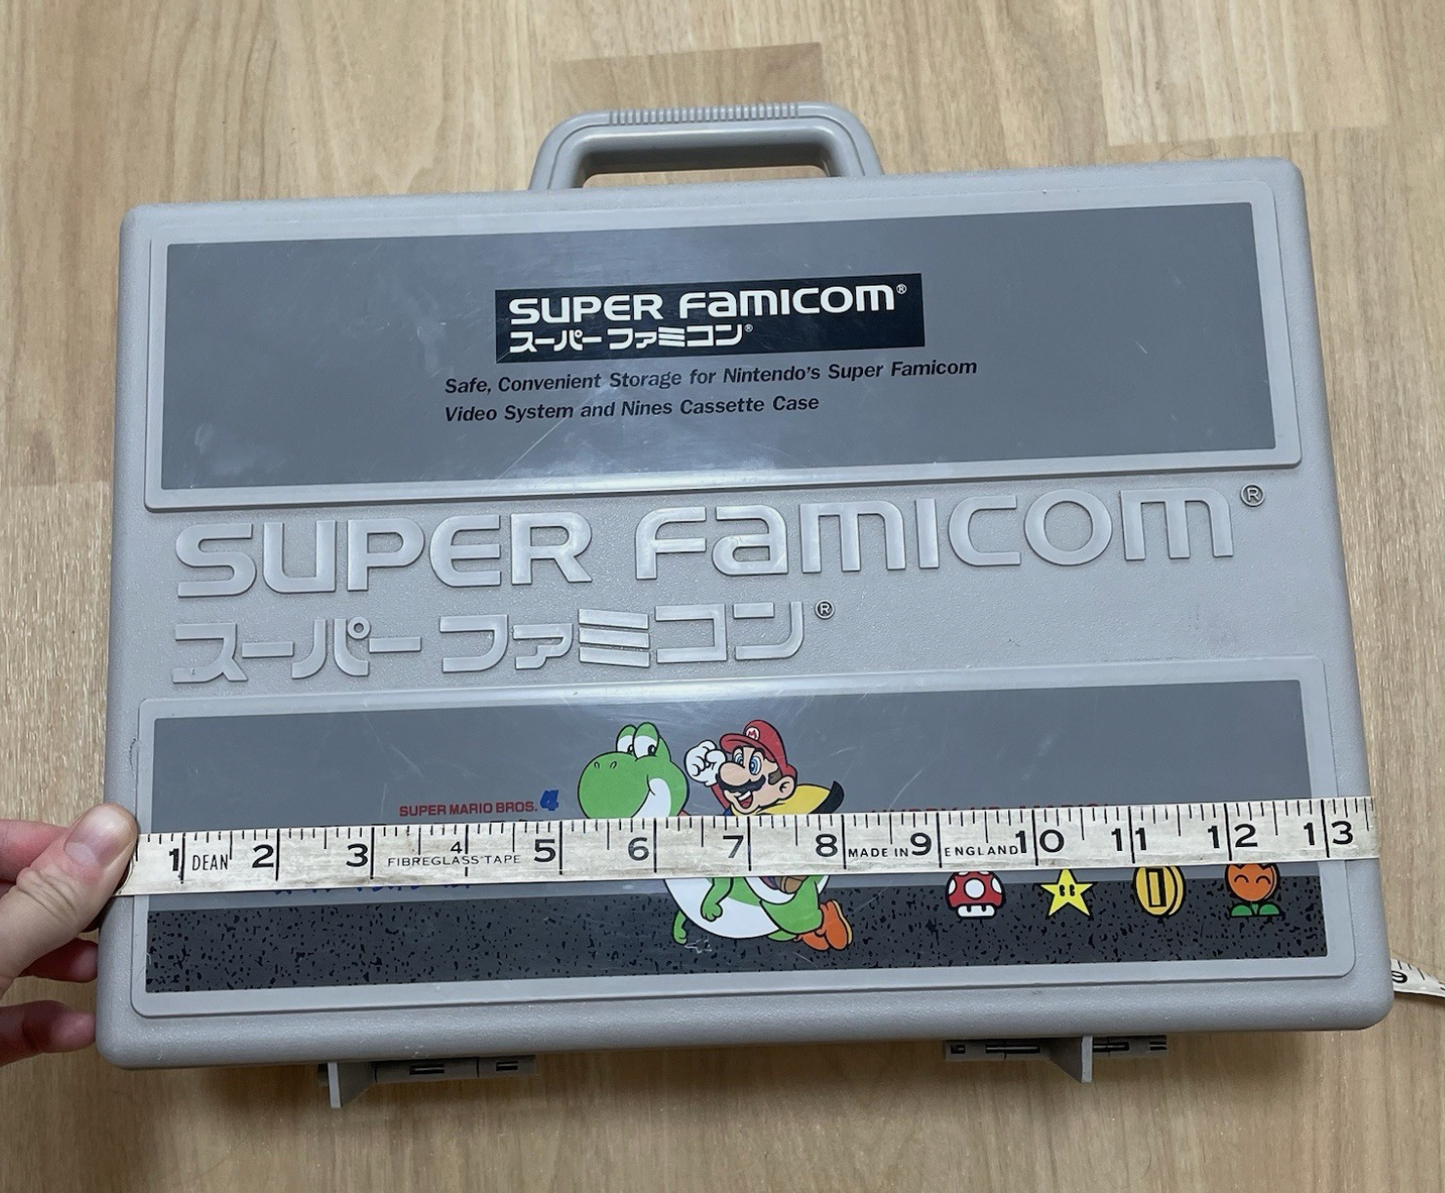 SUPER FAMICOM®
スーパーファミコン®
Safe, Convenient Storage for Nintendo's Super Famicom
Video System and Nines Cassette Case
SUPER FAMICOM®
スーパーファミコン®
SUPER MARIO BROS. 4
M
1 DEAN 2 3 4 FIBREGLASS TAPE 5 6 7 8 MADE IN 9 ENGLAND 10 11 12 13
9